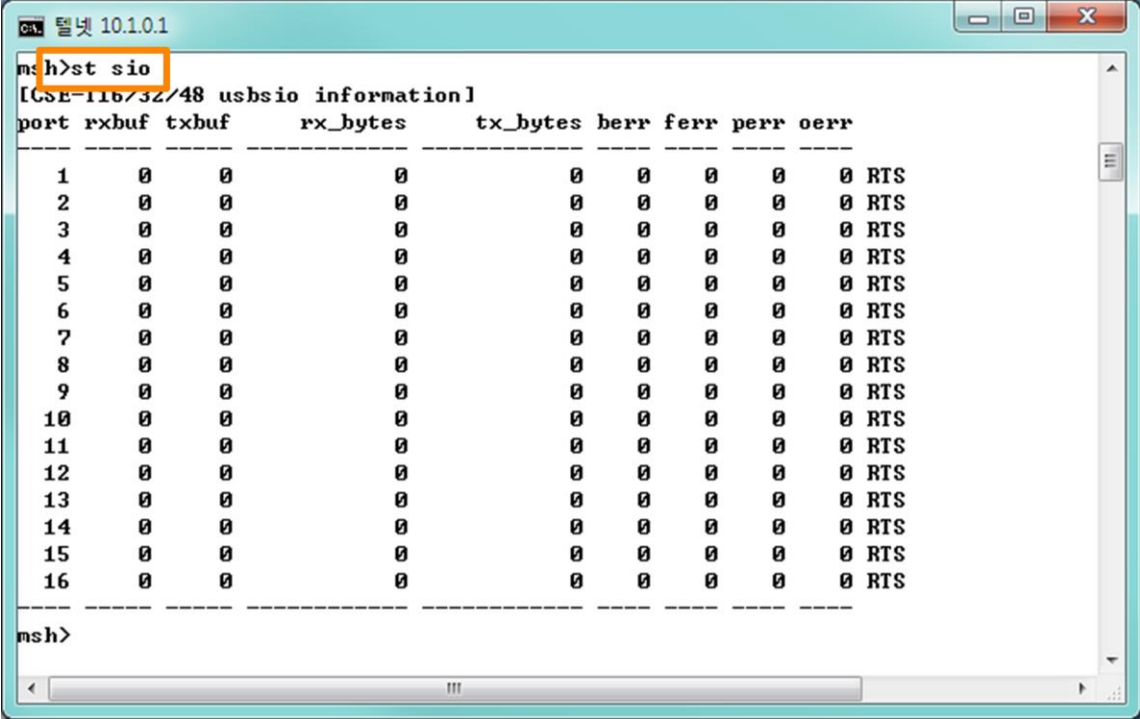 텔넷 10.1.0.1
msh>st sio
[CSE-T16/32/48 usbsio information]
port rxbuf txbuf rx_bytes tx_bytes berr ferr perr oerr
---- ----- ----- ------------ ------------ ---- ---- ---- ----
1 0 0 0 0 0 0 0 0 RTS
2 0 0 0 0 0 0 0 0 RTS
3 0 0 0 0 0 0 0 0 RTS
4 0 0 0 0 0 0 0 0 RTS
5 0 0 0 0 0 0 0 0 RTS
6 0 0 0 0 0 0 0 0 RTS
7 0 0 0 0 0 0 0 0 RTS
8 0 0 0 0 0 0 0 0 RTS
9 0 0 0 0 0 0 0 0 RTS
10 0 0 0 0 0 0 0 0 RTS
11 0 0 0 0 0 0 0 0 RTS
12 0 0 0 0 0 0 0 0 RTS
13 0 0 0 0 0 0 0 0 RTS
14 0 0 0 0 0 0 0 0 RTS
15 0 0 0 0 0 0 0 0 RTS
16 0 0 0 0 0 0 0 0 RTS
---- ----- ----- ------------ ------------ ---- ---- ---- ----
msh>